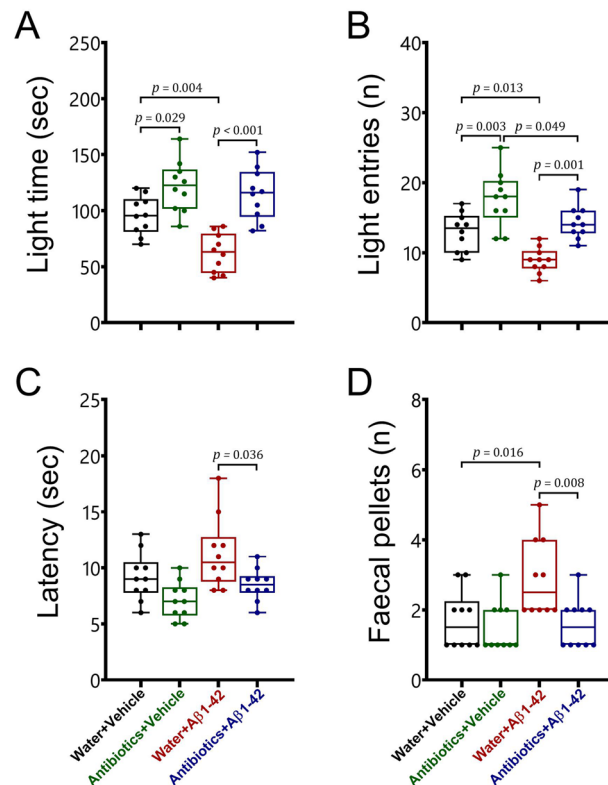 A
Light time (sec)
250
200
150
100
50
0
p = 0.004
p = 0.029
p < 0.001
B
Light entries (n)
40
30
20
10
0
p = 0.013
p = 0.003
p = 0.049
p = 0.001
C
Latency (sec)
25
20
15
10
5
0
p = 0.036
Water+Vehicle
Antibiotics+Vehicle
Water+Aβ1-42
Antibiotics+Aβ1-42
D
Faecal pellets (n)
8
6
4
2
0
p = 0.016
p = 0.008
Water+Vehicle
Antibiotics+Vehicle
Water+Aβ1-42
Antibiotics+Aβ1-42